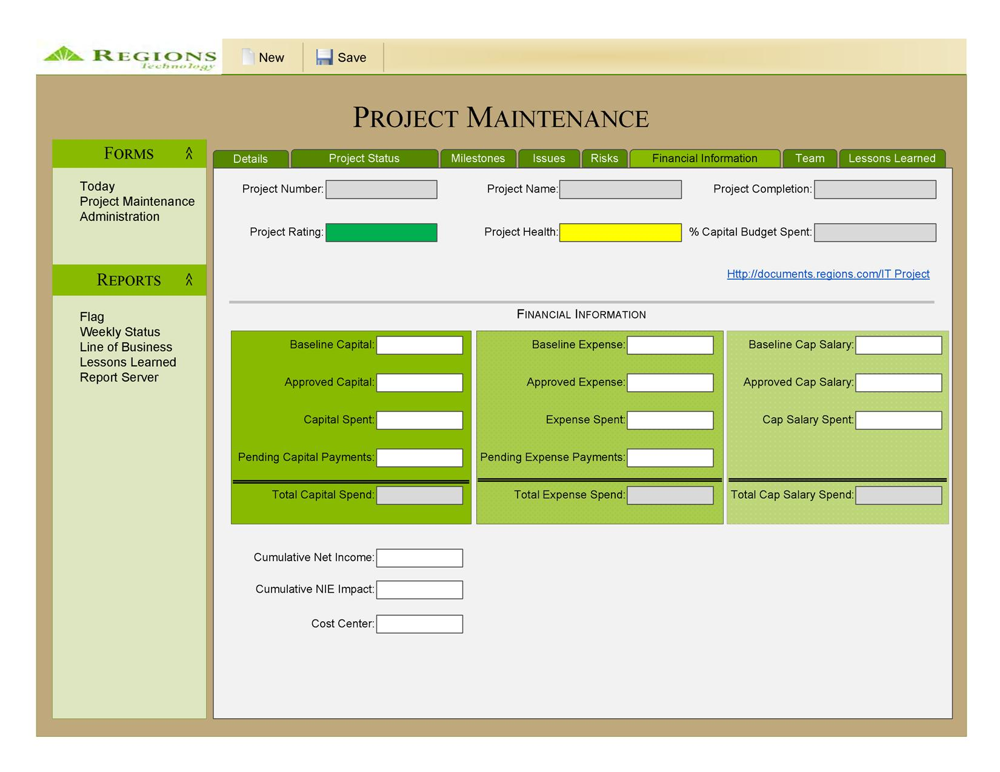 REGIONS
Technology
New
Save
PROJECT MAINTENANCE
FORMS
Today
Project Maintenance
Administration
REPORTS
Flag
Weekly Status
Line of Business
Lessons Learned
Report Server
Details Project Status Milestones Issues Risks Financial Information Team Lessons Learned
Project Number: Project Name: Project Completion:
Project Rating: Project Health: % Capital Budget Spent:
Http://documents.regions.com/IT Project
FINANCIAL INFORMATION
Baseline Capital:
Approved Capital:
Capital Spent:
Pending Capital Payments:
Total Capital Spend:
Baseline Expense:
Approved Expense:
Expense Spent:
Pending Expense Payments:
Total Expense Spend:
Baseline Cap Salary:
Approved Cap Salary:
Cap Salary Spent:
Total Cap Salary Spend:
Cumulative Net Income:
Cumulative NIE Impact:
Cost Center: